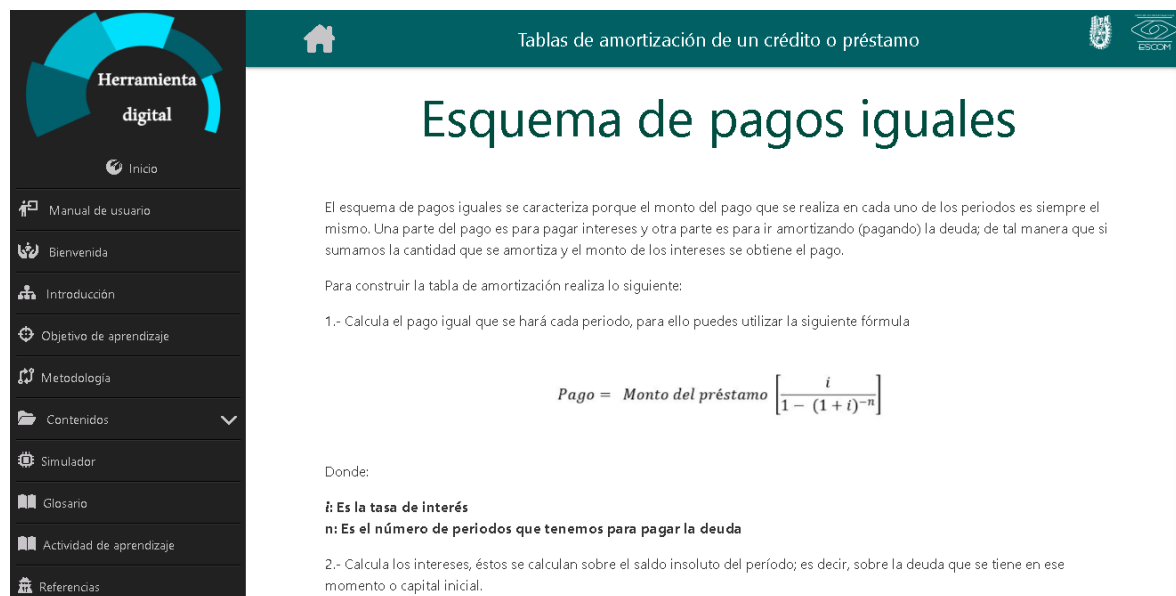 Herramienta
digital
Inicio
Manual de usuario
Bienvenida
Introducción
Objetivo de aprendizaje
Metodología
Contenidos
Simulador
Glosario
Actividad de aprendizaje
Referencias
Tablas de amortización de un crédito o préstamo
ESCOM
Esquema de pagos iguales
El esquema de pagos iguales se caracteriza porque el monto del pago que se realiza en cada uno de los periodos es siempre el
mismo. Una parte del pago es para pagar intereses y otra parte es para ir amortizando (pagando) la deuda; de tal manera que si
sumamos la cantidad que se amortiza y el monto de los intereses se obtiene el pago.
Para construir la tabla de amortización realiza lo siguiente:
1.- Calcula el pago igual que se hará cada periodo, para ello puedes utilizar la siguiente fórmula
Pago = Monto del préstamo [i / 1 − (1 + i)⁻ⁿ]
Donde:
i: Es la tasa de interés
n: Es el número de periodos que tenemos para pagar la deuda
2.- Calcula los intereses, éstos se calculan sobre el saldo insoluto del período; es decir, sobre la deuda que se tiene en ese
momento o capital inicial.